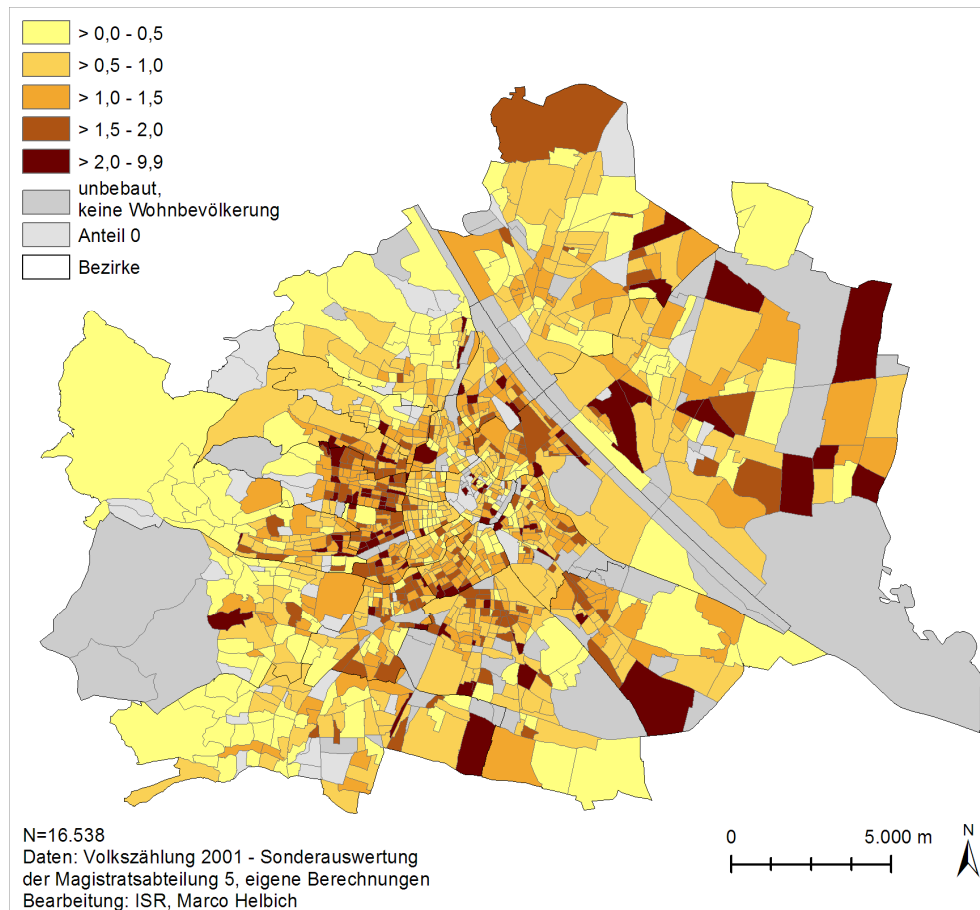 > 0,0 - 0,5
> 0,5 - 1,0
> 1,0 - 1,5
> 1,5 - 2,0
> 2,0 - 9,9
unbebaut,
keine Wohnbevölkerung
Anteil 0
Bezirke
N=16.538
Daten: Volkszählung 2001 - Sonderauswertung
der Magistratsabteilung 5, eigene Berechnungen
Bearbeitung: ISR, Marco Helbich
0 5.000 m
N